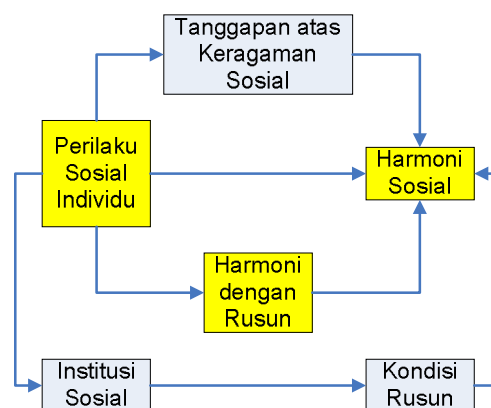 Tanggapan atas
Keragaman
Sosial
Perilaku
Sosial
Individu
Harmoni
Sosial
Harmoni
dengan
Rusun
Institusi
Sosial
Kondisi
Rusun